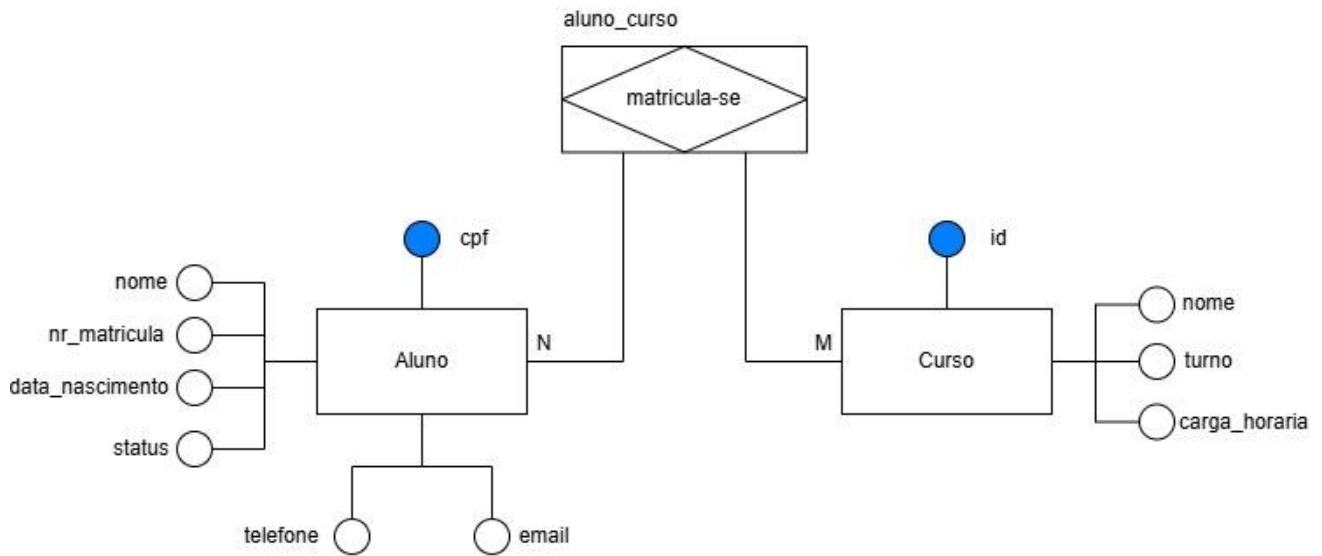 aluno_curso
matricula-se
cpf
id
nome
nome
nr_matricula
N
M
Aluno
Curso
turno
data_nascimento
status
carga_horaria
telefone
email